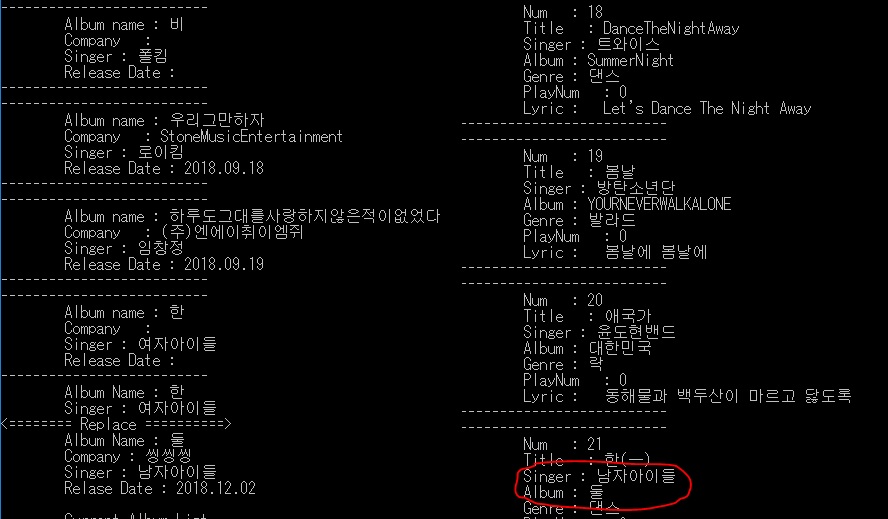 ---------------------------
Album name : 비
Company :
Singer : 폴킴
Release Date :
---------------------------
---------------------------
Album name : 우리그만하자
Company : StoneMusicEntertainment
Singer : 로이킴
Release Date : 2018.09.18
---------------------------
---------------------------
Album name : 하루도그대를사랑하지않은적이없었다
Company : (주)엔에이취이엠쥐
Singer : 임창정
Release Date : 2018.09.19
---------------------------
---------------------------
Album name : 한
Company :
Singer : 여자아이들
Release Date :
---------------------------
Album Name : 한
Singer : 여자아이들
<======== Replace ==========>
Album Name : 둘
Company : 씽씽씽
Singer : 남자아이들
Relase Date : 2018.12.02
Current Album List
Num : 18
Title : DanceTheNightAway
Singer : 트와이스
Album : SummerNight
Genre : 댄스
PlayNum : 0
Lyric : Let's Dance The Night Away
---------------------------
---------------------------
Num : 19
Title : 봄날
Singer : 방탄소년단
Album : YOURNEVERWALKALONE
Genre : 발라드
PlayNum : 0
Lyric : 봄날에 봄날에
---------------------------
---------------------------
Num : 20
Title : 애국가
Singer : 윤도현밴드
Album : 대한민국
Genre : 락
PlayNum : 0
Lyric : 동해물과 백두산이 마르고 닳도록
---------------------------
---------------------------
Num : 21
Title : 한(一)
Singer : 남자아이들
Album : 둘
Genre : 댄스
PlayNum : 0